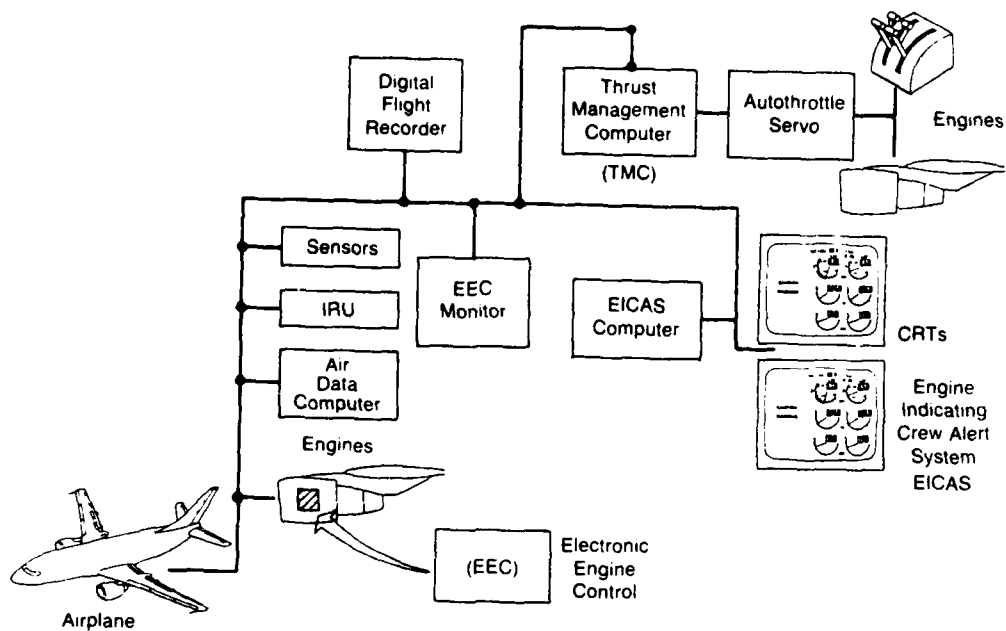 Digital
Flight
Recorder
Thrust
Management
Computer
(TMC)
Autothrottle
Servo
Engines
Sensors
IRU
Air
Data
Computer
EEC
Monitor
EICAS
Computer
CRTs
Engine
Indicating
Crew Alert
System
EICAS
Engines
(EEC)
Electronic
Engine
Control
Airplane